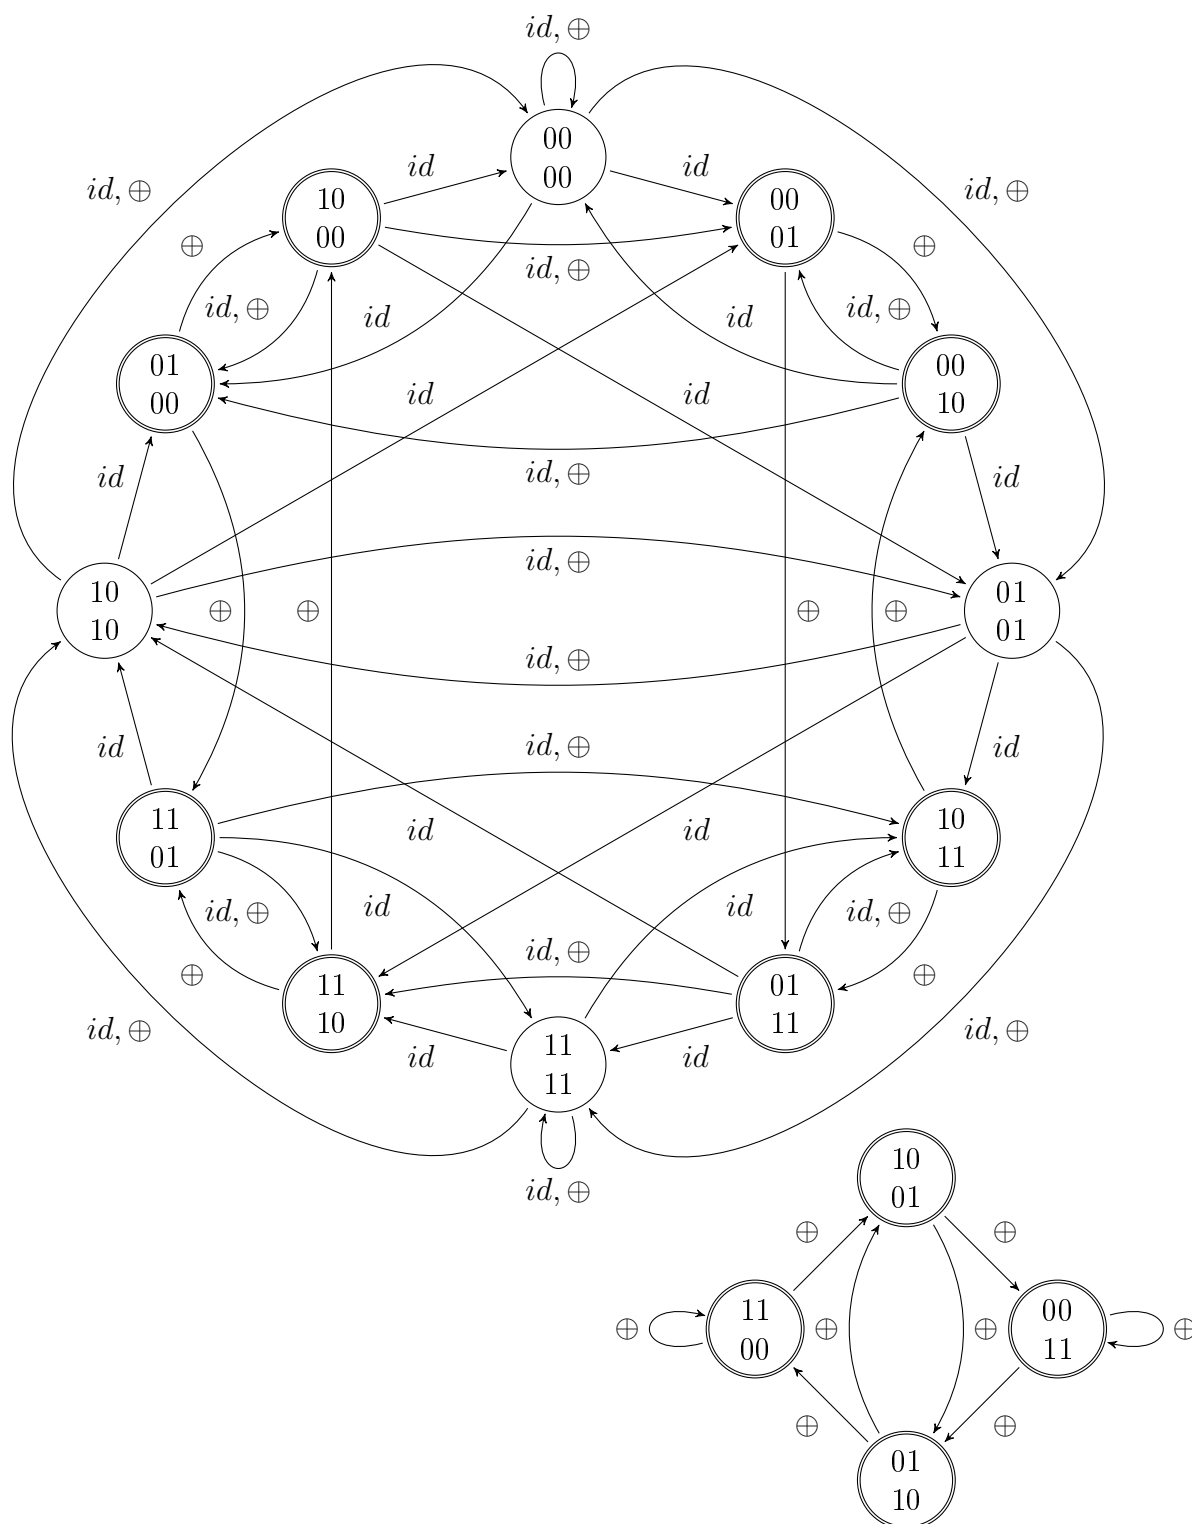 id, ⊕
00
00
id
id
10
00
00
01
id, ⊕
id, ⊕
⊕
⊕
id, ⊕
id, ⊕
id, ⊕
id
id
01
00
00
10
id
id
id, ⊕
id
id
id, ⊕
10
10
01
01
⊕
⊕
⊕
⊕
id, ⊕
id, ⊕
id
id
11
01
10
11
id
id
id, ⊕
id
id
id, ⊕
id, ⊕
⊕
⊕
11
10
01
11
id, ⊕
id, ⊕
id
id
11
11
id, ⊕
10
01
⊕
⊕
11
00
00
11
⊕
⊕
⊕
⊕
⊕
⊕
01
10